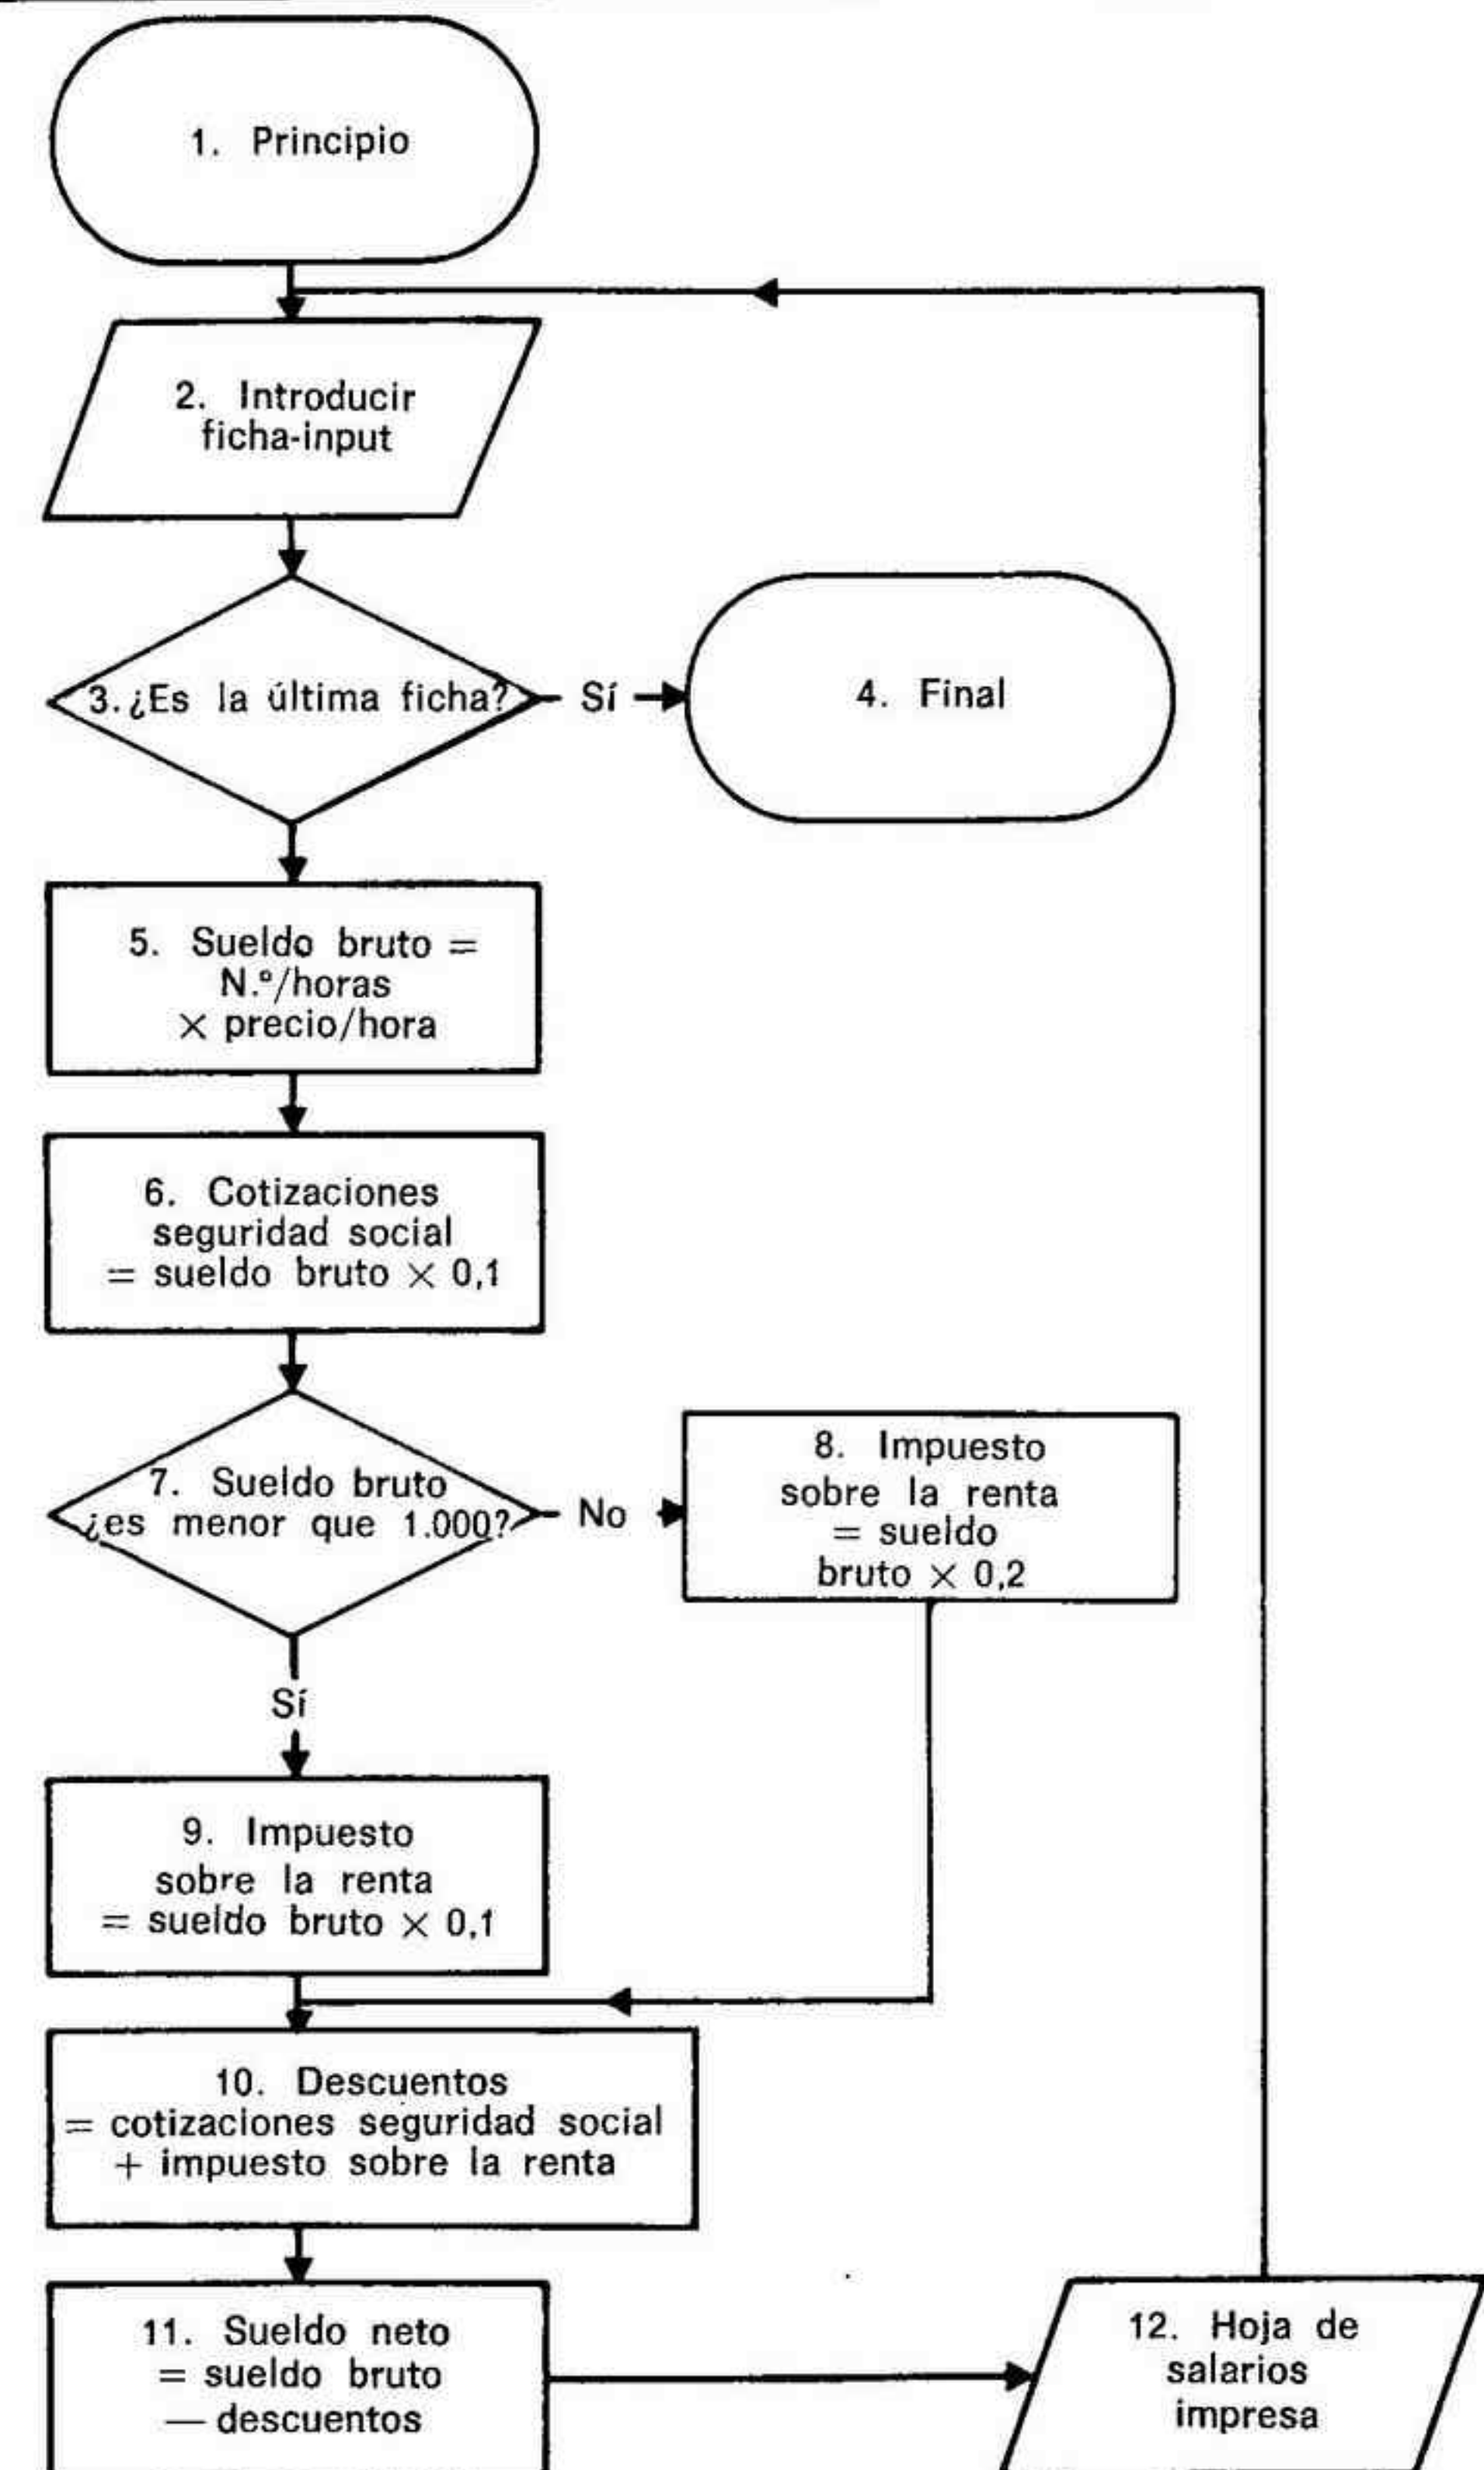 1. Principio
2. Introducir
ficha-input
3. ¿Es la última ficha?
Sí
4. Final
5. Sueldo bruto =
N.º/horas
× precio/hora
6. Cotizaciones
seguridad social
= sueldo bruto × 0,1
7. Sueldo bruto
¿es menor que 1.000?
No
8. Impuesto
sobre la renta
= sueldo
bruto × 0,2
Sí
9. Impuesto
sobre la renta
= sueldo bruto × 0,1
10. Descuentos
= cotizaciones seguridad social
+ impuesto sobre la renta
11. Sueldo neto
= sueldo bruto
— descuentos
12. Hoja de
salarios
impresa